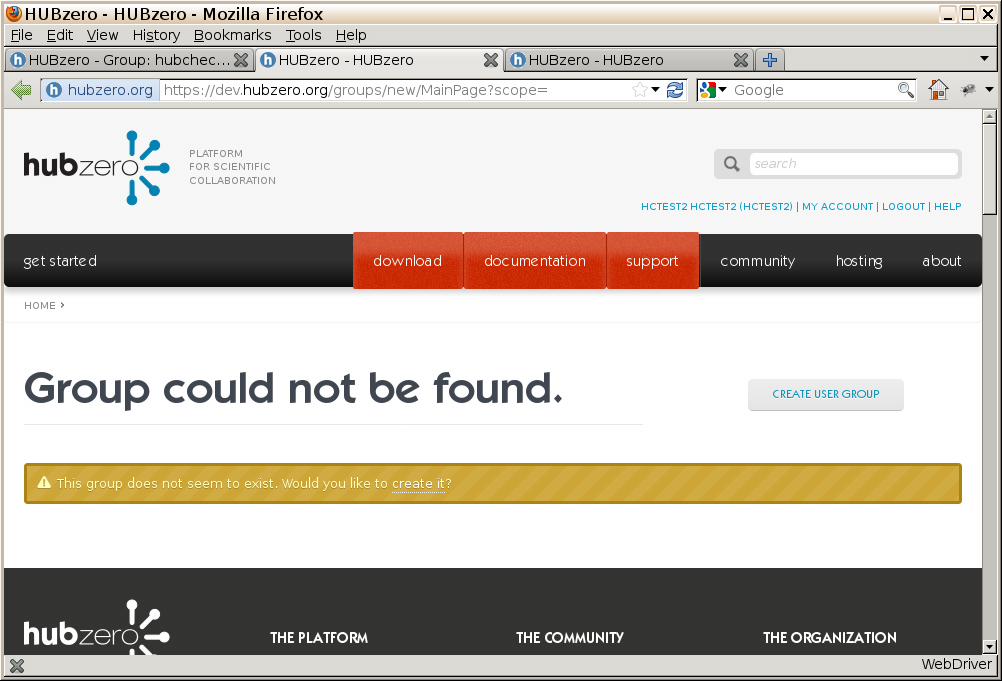 HUBzero - HUBzero - Mozilla Firefox
File Edit View History Bookmarks Tools Help
HUBzero - Group: hubchec... HUBzero - HUBzero HUBzero - HUBzero
hubzero.org https://dev.hubzero.org/groups/new/MainPage?scope= Google
hubzero
PLATFORM
FOR SCIENTIFIC
COLLABORATION
search
HCTEST2 HCTEST2 (HCTEST2) | MY ACCOUNT | LOGOUT | HELP
get started download documentation support community hosting about
HOME ›
Group could not be found.
CREATE USER GROUP
This group does not seem to exist. Would you like to create it?
hubzero THE PLATFORM THE COMMUNITY THE ORGANIZATION
WebDriver